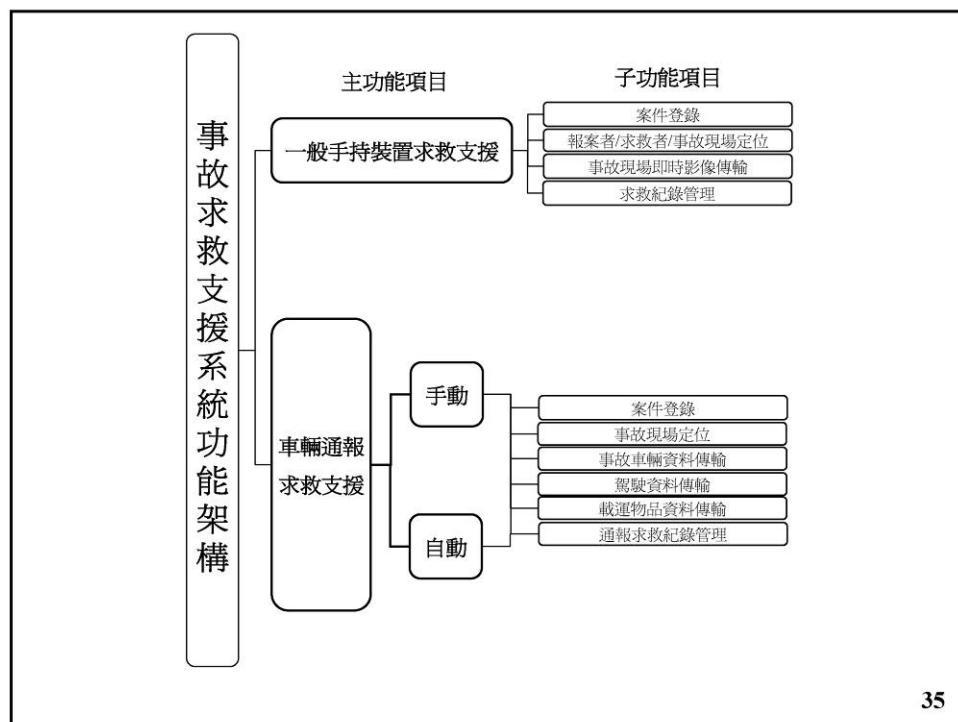 事故求救支援系統功能架構
主功能項目
子功能項目
一般手持裝置求救支援
案件登錄
報案者/求救者/事故現場定位
事故現場即時影像傳輸
求救紀錄管理
車輛通報
求救支援
手動
自動
案件登錄
事故現場定位
事故車輛資料傳輸
駕駛資料傳輸
載運物品資料傳輸
通報求救紀錄管理
35